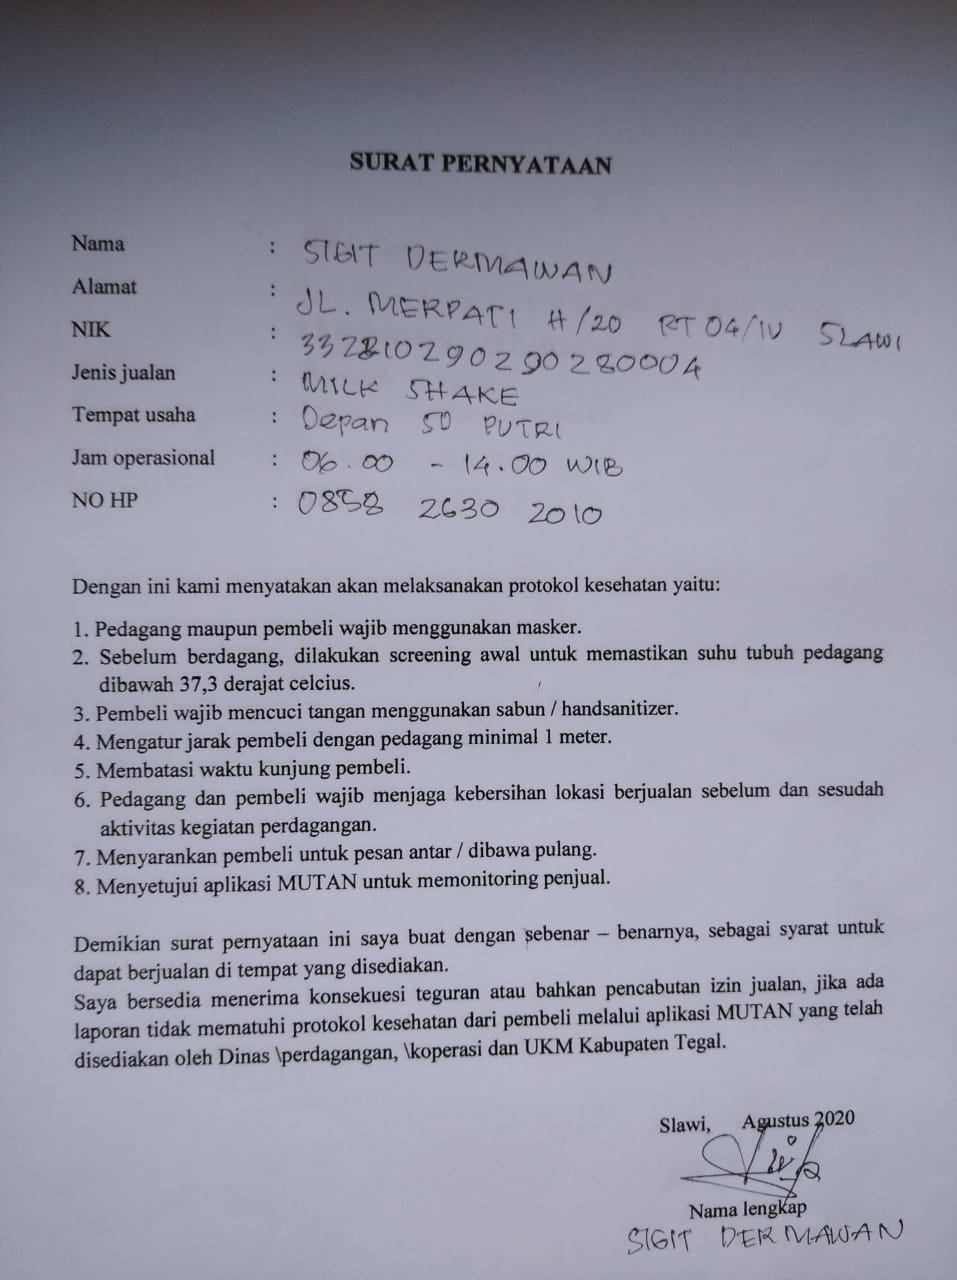 SURAT PERNYATAAN
Nama : SIGIT DERMAWAN
Alamat : JL. MERPATI H/20 RT 04/IV SLAWI
NIK :
Jenis jualan : MILK SHAKE
Tempat usaha : Depan SD PUTRI
Jam operasional : 06.00 - 14.00 WIB
NO HP : 0858 2630 2010
Dengan ini kami menyatakan akan melaksanakan protokol kesehatan yaitu:
1. Pedagang maupun pembeli wajib menggunakan masker.
2. Sebelum berdagang, dilakukan screening awal untuk memastikan suhu tubuh pedagang
dibawah 37,3 derajat celcius.
3. Pembeli wajib mencuci tangan menggunakan sabun / handsanitizer.
4. Mengatur jarak pembeli dengan pedagang minimal 1 meter.
5. Membatasi waktu kunjung pembeli.
6. Pedagang dan pembeli wajib menjaga kebersihan lokasi berjualan sebelum dan sesudah
aktivitas kegiatan perdagangan.
7. Menyarankan pembeli untuk pesan antar / dibawa pulang.
8. Menyetujui aplikasi MUTAN untuk memonitoring penjual.
Demikian surat pernyataan ini saya buat dengan sebenar – benarnya, sebagai syarat untuk
dapat berjualan di tempat yang disediakan.
Saya bersedia menerima konsekuesi teguran atau bahkan pencabutan izin jualan, jika ada
laporan tidak mematuhi protokol kesehatan dari pembeli melalui aplikasi MUTAN yang telah
disediakan oleh Dinas \perdagangan, \koperasi dan UKM Kabupaten Tegal.
Slawi, Agustus 2020
Nama lengkap
SIGIT DERMAWAN